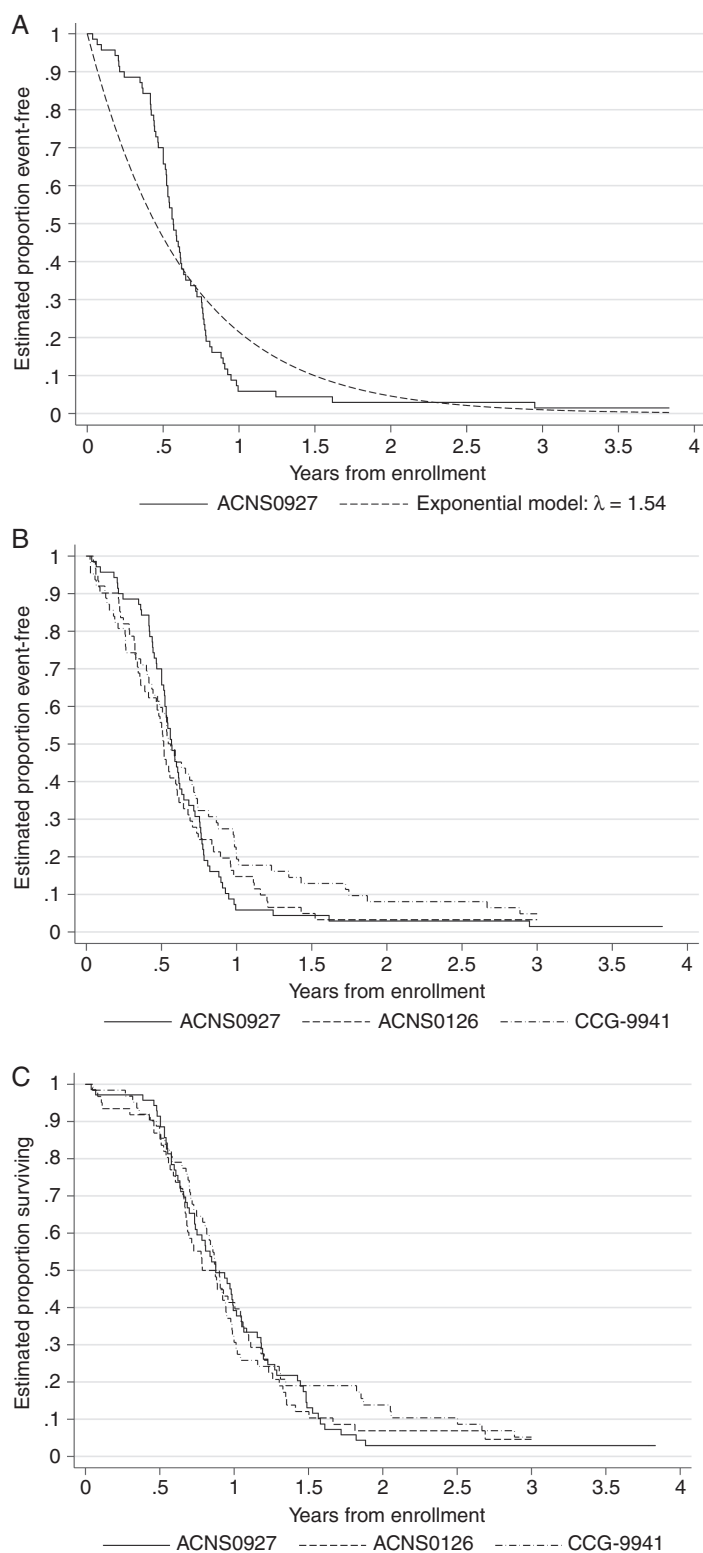 A
Estimated proportion event-free
1
.9
.8
.7
.6
.5
.4
.3
.2
.1
0
0 .5 1 1.5 2 2.5 3 3.5 4
Years from enrollment
ACNS0927 Exponential model: λ = 1.54
B
Estimated proportion event-free
1
.9
.8
.7
.6
.5
.4
.3
.2
.1
0
0 .5 1 1.5 2 2.5 3 3.5 4
Years from enrollment
ACNS0927 ACNS0126 CCG-9941
C
Estimated proportion surviving
1
.9
.8
.7
.6
.5
.4
.3
.2
.1
0
0 .5 1 1.5 2 2.5 3 3.5 4
Years from enrollment
ACNS0927 ACNS0126 CCG-9941